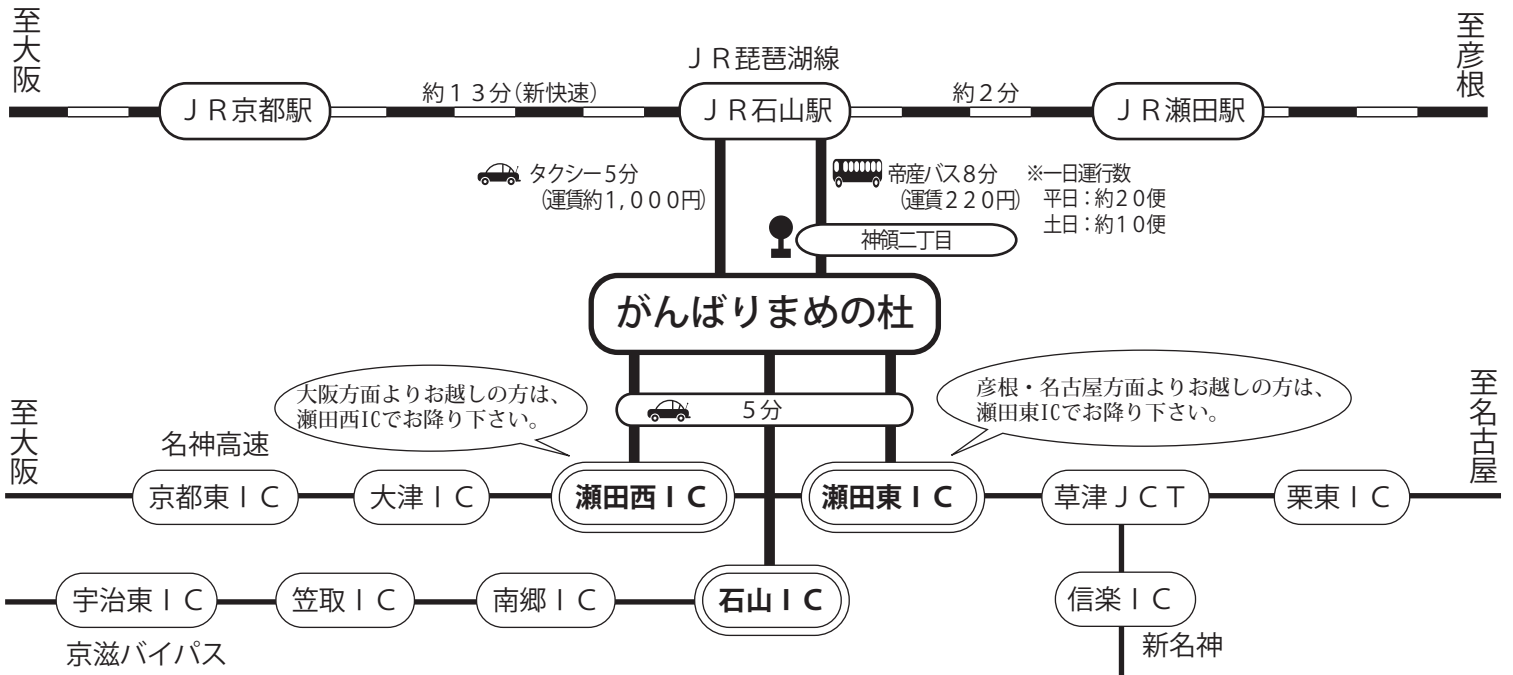 至大阪
至彦根
ＪＲ琵琶湖線
ＪＲ京都駅
約１３分(新快速)
ＪＲ石山駅
約２分
ＪＲ瀬田駅
タクシー５分
(運賃約１,０００円)
帝産バス８分
(運賃２２０円)
※一日運行数
平日：約２０便
土日：約１０便
神領二丁目
がんばりまめの杜
大阪方面よりお越しの方は、
瀬田西ICでお降り下さい。
５分
彦根・名古屋方面よりお越しの方は、
瀬田東ICでお降り下さい。
至大阪
至名古屋
名神高速
京都東ＩＣ
大津ＩＣ
瀬田西ＩＣ
瀬田東ＩＣ
草津ＪＣＴ
栗東ＩＣ
宇治東ＩＣ
笠取ＩＣ
南郷ＩＣ
石山ＩＣ
信楽ＩＣ
京滋バイパス
新名神